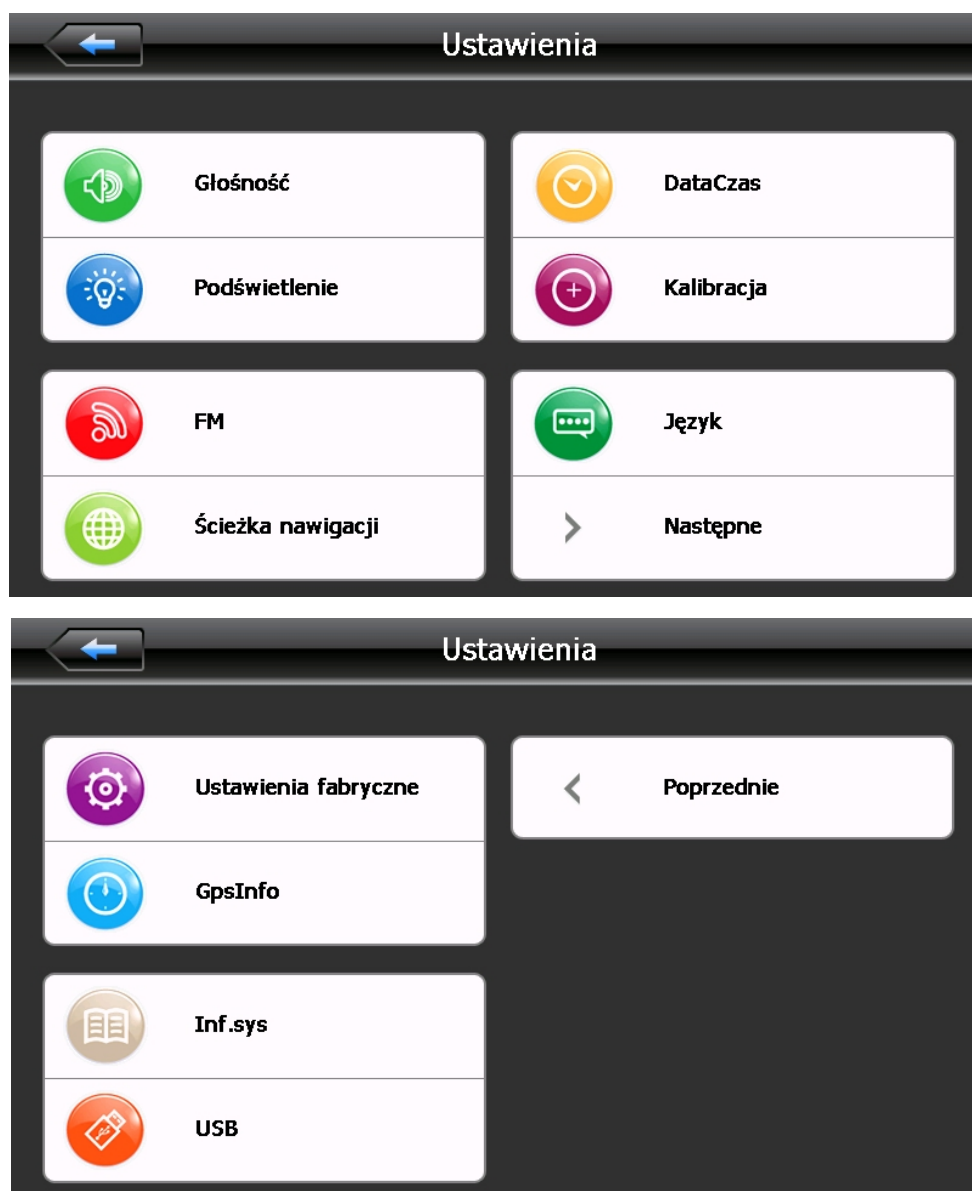 Ustawienia
Głośność
DataCzas
Podświetlenie
Kalibracja
FM
Język
Ścieżka nawigacji
Następne
Ustawienia
Ustawienia fabryczne
Poprzednie
GpsInfo
Inf.sys
USB